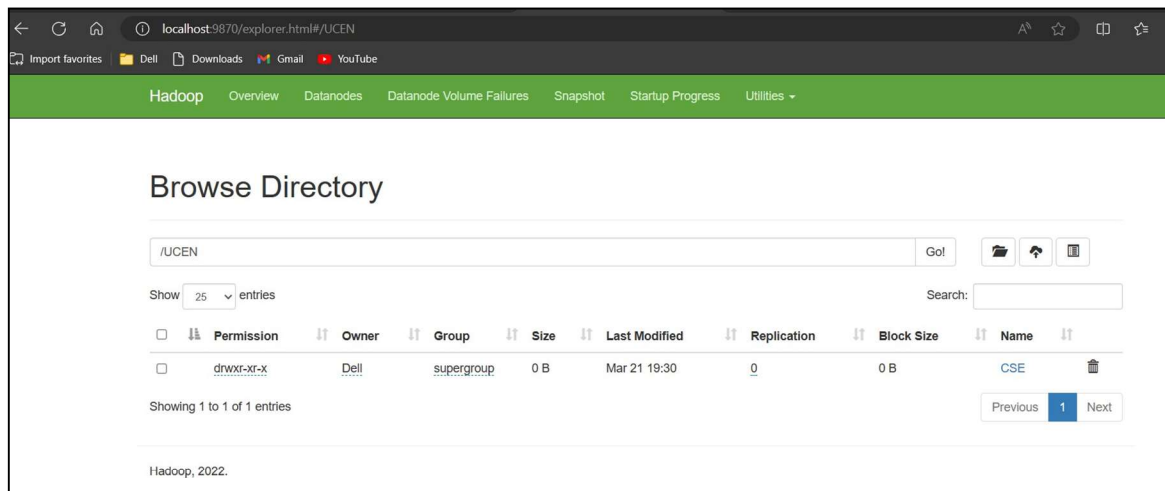 localhost:9870/explorer.html#/UCEN
Import favorites Dell Downloads Gmail YouTube
Hadoop Overview Datanodes Datanode Volume Failures Snapshot Startup Progress Utilities
Browse Directory
/UCEN Go!
Show 25 entries Search:
Permission Owner Group Size Last Modified Replication Block Size Name
drwxr-xr-x Dell supergroup 0 B Mar 21 19:30 0 0 B CSE
Showing 1 to 1 of 1 entries Previous 1 Next
Hadoop, 2022.